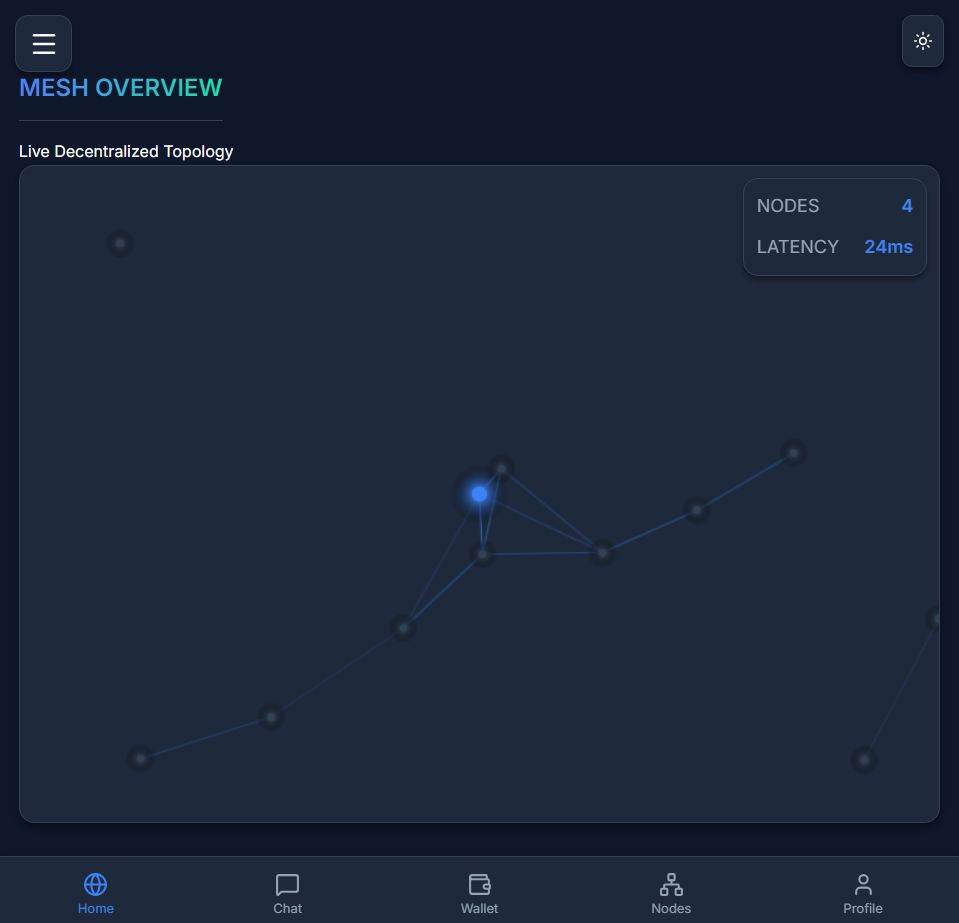 MESH OVERVIEW
Live Decentralized Topology
NODES 4
LATENCY 24ms
Home Chat Wallet Nodes Profile